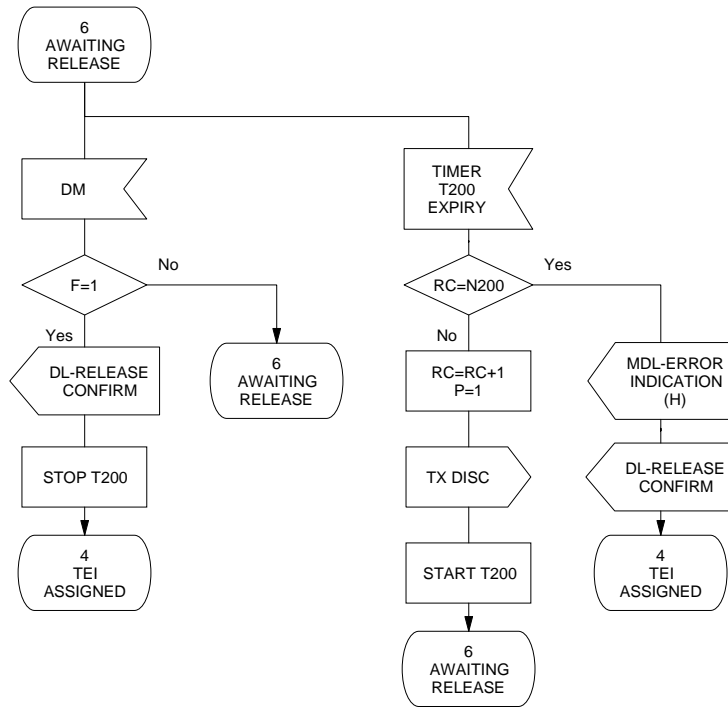 6
AWAITING
RELEASE
DM
TIMER
T200
EXPIRY
F=1
No
RC=N200
Yes
Yes
No
DL-RELEASE
CONFIRM
6
AWAITING
RELEASE
RC=RC+1
P=1
MDL-ERROR
INDICATION
(H)
STOP T200
TX DISC
DL-RELEASE
CONFIRM
4
TEI
ASSIGNED
START T200
4
TEI
ASSIGNED
6
AWAITING
RELEASE